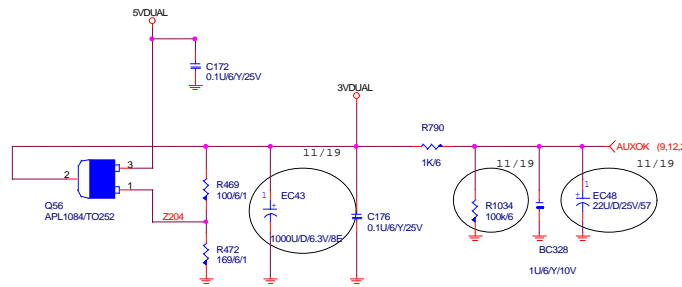 5VDUAL
C172
0.1U/6/Y/25V
3VDUAL
R790
1K/6
11/19
11/19
11/19
AUXOK (9,12,
3
2
1
Q56
APL1084/TO252
Z204
R469
100/6/1
R472
169/6/1
1
EC43
1000U/D/6.3V/8E
C176
0.1U/6/Y/25V
R1034
100k/6
BC328
1U/6/Y/10V
1
EC48
22U/D/25V/57